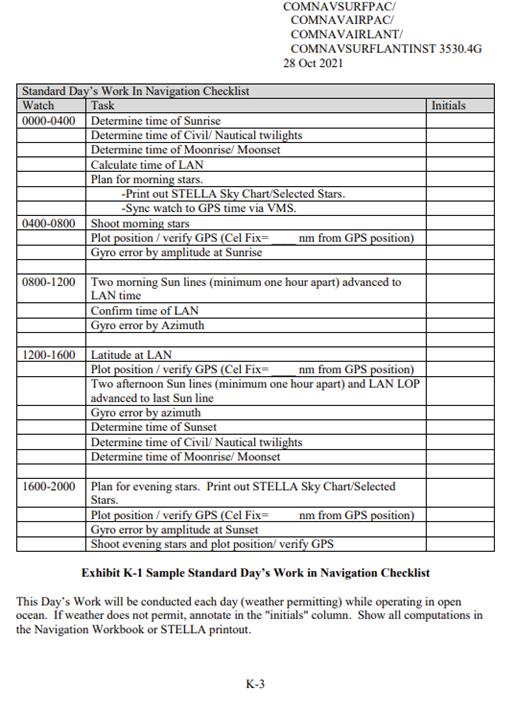 COMNAVSURFPAC/
COMNAVAIRPAC/
COMNAVAIRLANT/
COMNAVSURFLANTINST 3530.4G
28 Oct 2021
Standard Day's Work In Navigation Checklist
Watch Task Initials
0000-0400 Determine time of Sunrise
Determine time of Civil/ Nautical twilights
Determine time of Moonrise/ Moonset
Calculate time of LAN
Plan for morning stars.
-Print out STELLA Sky Chart/Selected Stars.
-Sync watch to GPS time via VMS.
0400-0800 Shoot morning stars
Plot position / verify GPS (Cel Fix= ____ nm from GPS position)
Gyro error by amplitude at Sunrise
0800-1200 Two morning Sun lines (minimum one hour apart) advanced to
LAN time
Confirm time of LAN
Gyro error by Azimuth
1200-1600 Latitude at LAN
Plot position / verify GPS (Cel Fix= ____ nm from GPS position)
Two afternoon Sun lines (minimum one hour apart) and LAN LOP
advanced to last Sun line
Gyro error by azimuth
Determine time of Sunset
Determine time of Civil/ Nautical twilights
Determine time of Moonrise/ Moonset
1600-2000 Plan for evening stars. Print out STELLA Sky Chart/Selected
Stars.
Plot position / verify GPS (Cel Fix= nm from GPS position)
Gyro error by amplitude at Sunset
Shoot evening stars and plot position/ verify GPS
Exhibit K-1 Sample Standard Day's Work in Navigation Checklist
This Day's Work will be conducted each day (weather permitting) while operating in open
ocean. If weather does not permit, annotate in the "initials" column. Show all computations in
the Navigation Workbook or STELLA printout.
K-3